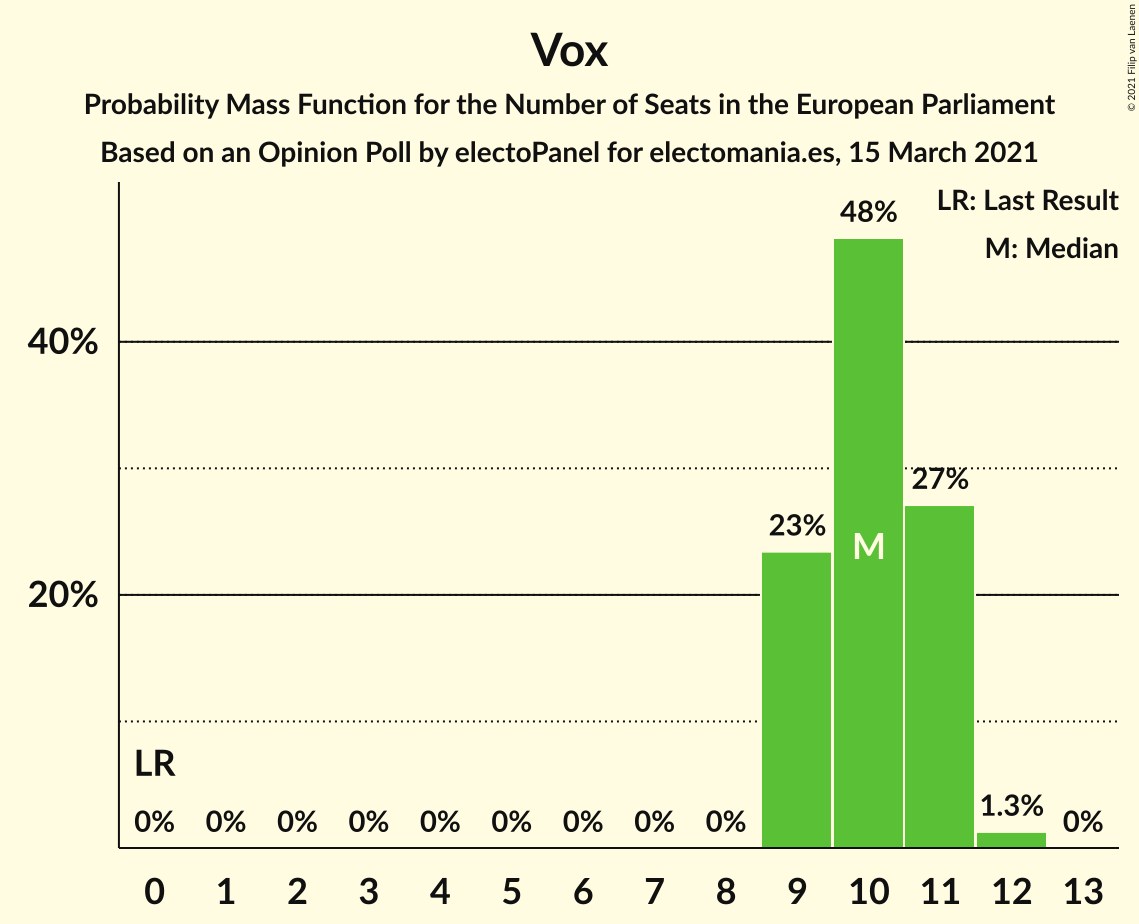 Vox
Probability Mass Function for the Number of Seats in the European Parliament
Based on an Opinion Poll by electoPanel for electomania.es, 15 March 2021
© 2021 Filip van Laenen
LR: Last Result
M: Median
48%
40%
27%
23%
M
20%
LR
0% 0% 0% 0% 0% 0% 0% 0% 0% 1.3% 0%
0 1 2 3 4 5 6 7 8 9 10 11 12 13